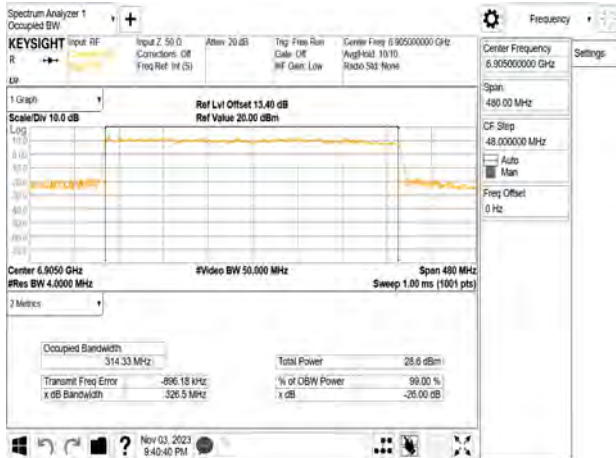 Spectrum Analyzer 1
Occupied BW
KEYSIGHT
Input: RF
R
Input Z: 50 Ω
Corrections: Off
Freq Ref: Int (S)
Atten: 20 dB
Trig: Free Run
Gate: Off
#IF Gain: Low
Center Freq: 6.905000000 GHz
Avg|Hold: 10/10
Radio Std: None
Frequency
Settings
Center Frequency
6.905000000 GHz
Span
480.00 MHz
CF Step
48.000000 MHz
Auto
Man
Freq Offset
0 Hz
1 Graph
Scale/Div 10.0 dB
Ref Lvl Offset 13.40 dB
Ref Value 20.00 dBm
Log
Center 6.9050 GHz
#Res BW 4.0000 MHz
#Video BW 50.000 MHz
Span 480 MHz
Sweep 1.00 ms (1001 pts)
2 Metrics
Occupied Bandwidth
314.33 MHz
Total Power
28.6 dBm
Transmit Freq Error
-896.18 kHz
% of OBW Power
99.00 %
x dB Bandwidth
326.5 MHz
x dB
-26.00 dB
?
Nov 03, 2023
9:40:40 PM